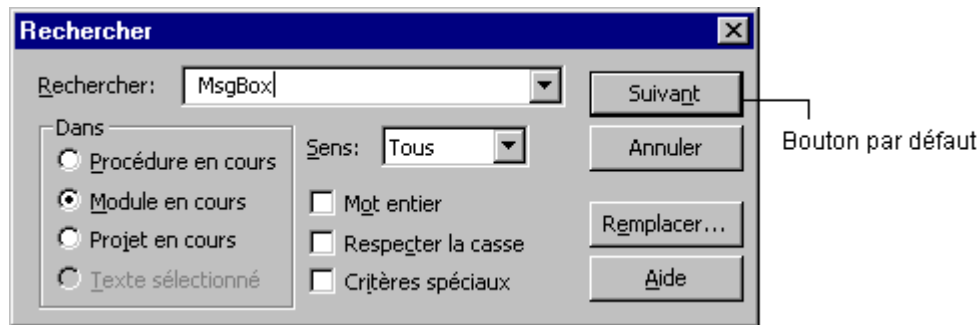 Rechercher
Rechercher: MsgBox
Suivant
Bouton par défaut
Dans
Procédure en cours
Module en cours
Projet en cours
Texte sélectionné
Sens: Tous
Mot entier
Respecter la casse
Critères spéciaux
Annuler
Remplacer...
Aide